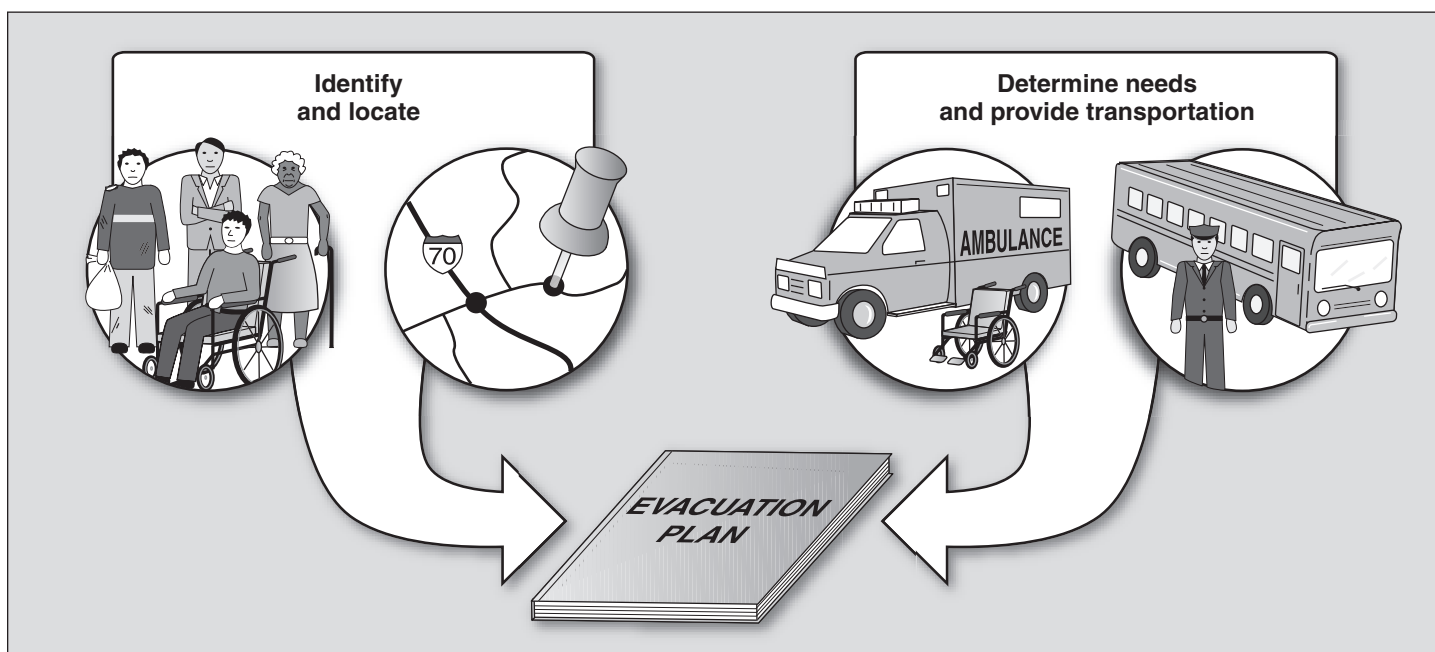 Identify
and locate
Determine needs
and provide transportation
70
AMBULANCE
EVACUATION
PLAN